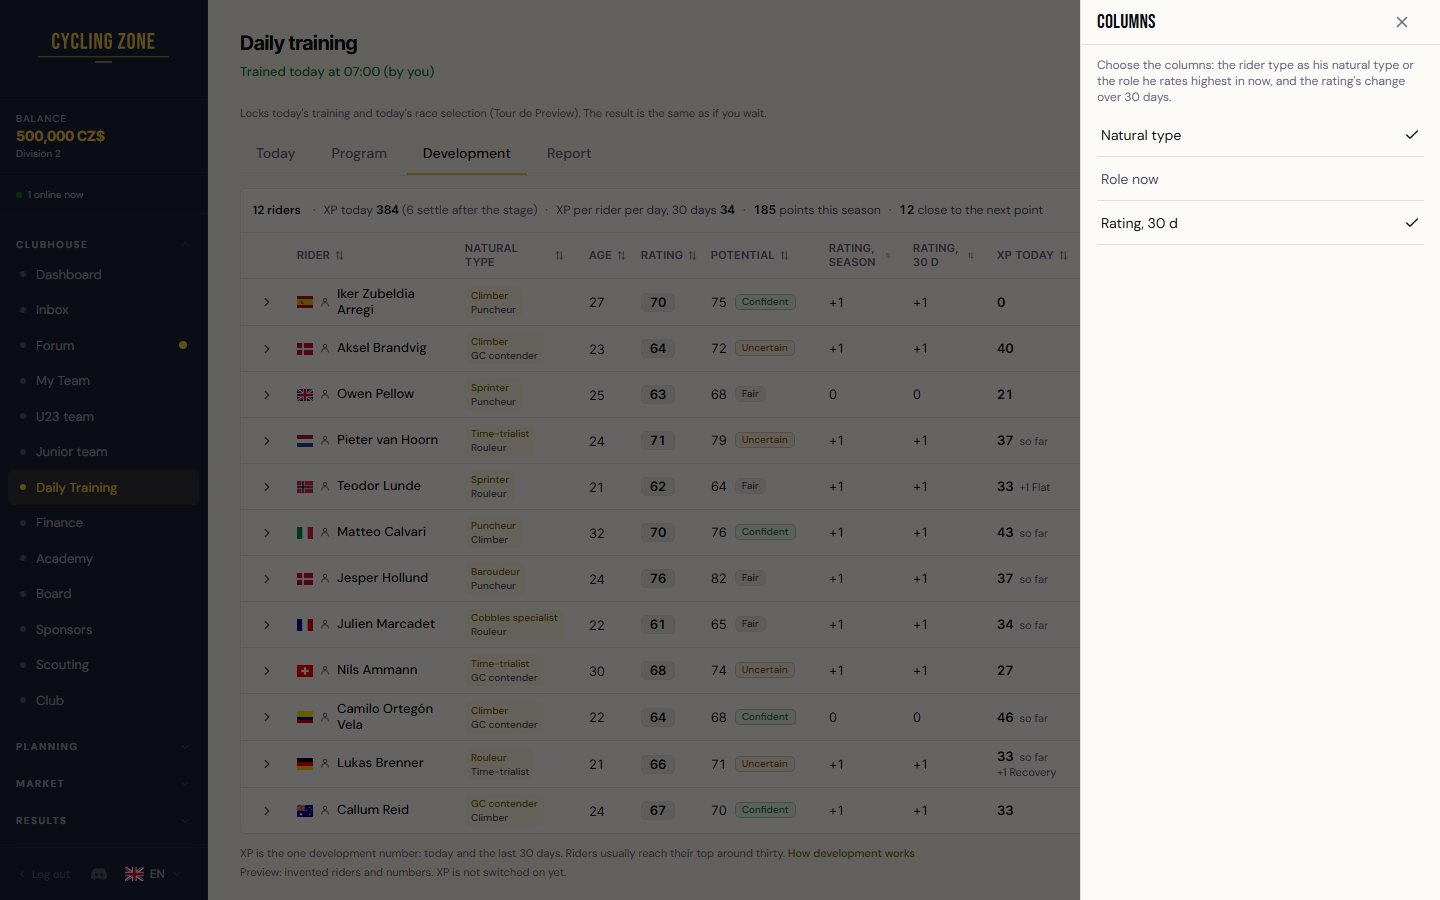 CYCLING ZONE
BALANCE
500,000 CZ$
Division 2
1 online now
CLUBHOUSE
Dashboard
Inbox
Forum
My Team
U23 team
Junior team
Daily Training
Finance
Academy
Board
Sponsors
Scouting
Club
PLANNING
MARKET
RESULTS
Log out
EN
Daily training
Trained today at 07:00 (by you)
Locks today's training and today's race selection (Tour de Preview). The result is the same as if you wait.
Today Program Development Report
12 riders · XP today 384 (6 settle after the stage) · XP per rider per day, 30 days 34 · 185 points this season · 12 close to the next point
RIDER NATURAL TYPE AGE RATING POTENTIAL RATING, SEASON RATING, 30 D XP TODAY
Iker Zubeldia Arregi Climber Puncheur 27 70 75 Confident +1 +1 0
Aksel Brandvig Climber GC contender 23 64 72 Uncertain +1 +1 40
Owen Pellow Sprinter Puncheur 25 63 68 Fair 0 0 21
Pieter van Hoorn Time-trialist Rouleur 24 71 79 Uncertain +1 +1 37 so far
Teodor Lunde Sprinter Rouleur 21 62 64 Fair +1 +1 33 +1 Flat
Matteo Calvari Puncheur Climber 32 70 76 Confident +1 +1 43 so far
Jesper Hollund Baroudeur Puncheur 24 76 82 Fair +1 +1 37 so far
Julien Marcadet Cobbles specialist Rouleur 22 61 65 Fair +1 +1 34 so far
Nils Ammann Time-trialist GC contender 30 68 74 Uncertain +1 +1 27
Camilo Ortegón Vela Climber GC contender 22 64 68 Confident 0 0 46 so far
Lukas Brenner Rouleur Time-trialist 21 66 71 Uncertain +1 +1 33 so far +1 Recovery
Callum Reid GC contender Climber 24 67 70 Confident +1 +1 33
XP is the one development number: today and the last 30 days. Riders usually reach their top around thirty. How development works
Preview: invented riders and numbers. XP is not switched on yet.
COLUMNS
Choose the columns: the rider type as his natural type or
the role he rates highest in now, and the rating's change
over 30 days.
Natural type
Role now
Rating, 30 d